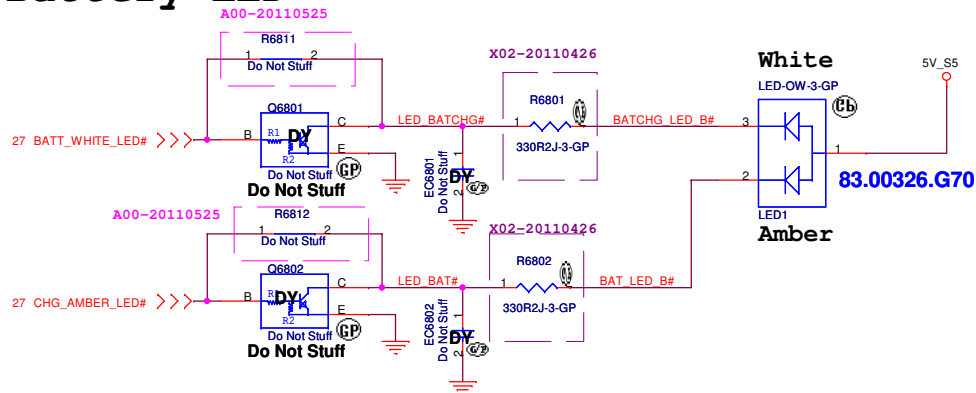 Battery LED
A00-20110525
R6811
1 2
Do Not Stuff
X02-20110426
White
5V_S5
LED-OW-3-GP
Q6801
R6801
27 BATT_WHITE_LED#
B
R1
DY
R2
C
E
GP
LED_BATCHG#
1 2
BATCHG_LED_B#
3
1
330R2J-3-GP
Do Not Stuff
Do Not Stuff
EC6801
Do Not Stuff
1
DY
2
G/P
2
83.00326.G70
LED1
Amber
A00-20110525
R6812
1 2
Do Not Stuff
X02-20110426
Q6802
R6802
27 CHG_AMBER_LED#
B
R1
DY
R2
C
E
GP
LED_BAT#
1 2
BAT_LED_B#
330R2J-3-GP
Do Not Stuff
Do Not Stuff
EC6802
Do Not Stuff
1
DY
2
G/P